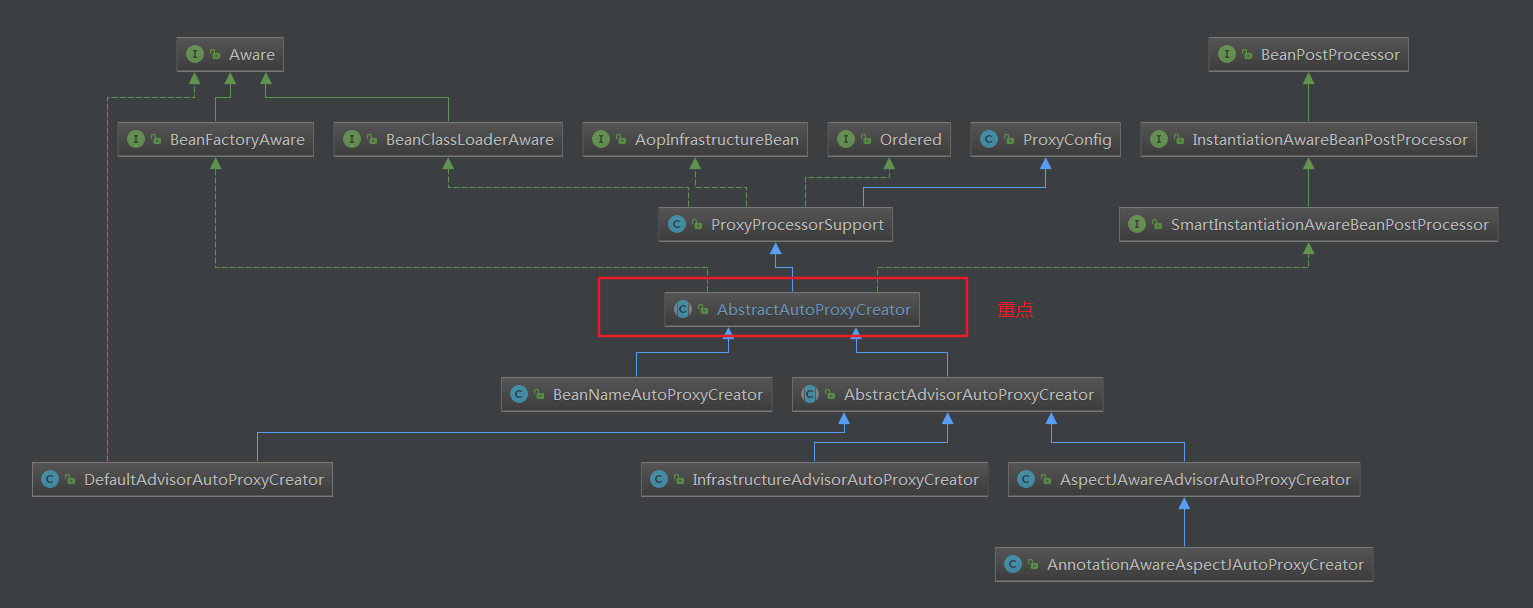 Aware
BeanPostProcessor
BeanFactoryAware
BeanClassLoaderAware
AopInfrastructureBean
Ordered
ProxyConfig
InstantiationAwareBeanPostProcessor
ProxyProcessorSupport
SmartInstantiationAwareBeanPostProcessor
AbstractAutoProxyCreator
重点
BeanNameAutoProxyCreator
AbstractAdvisorAutoProxyCreator
DefaultAdvisorAutoProxyCreator
InfrastructureAdvisorAutoProxyCreator
AspectJAwareAdvisorAutoProxyCreator
AnnotationAwareAspectJAutoProxyCreator